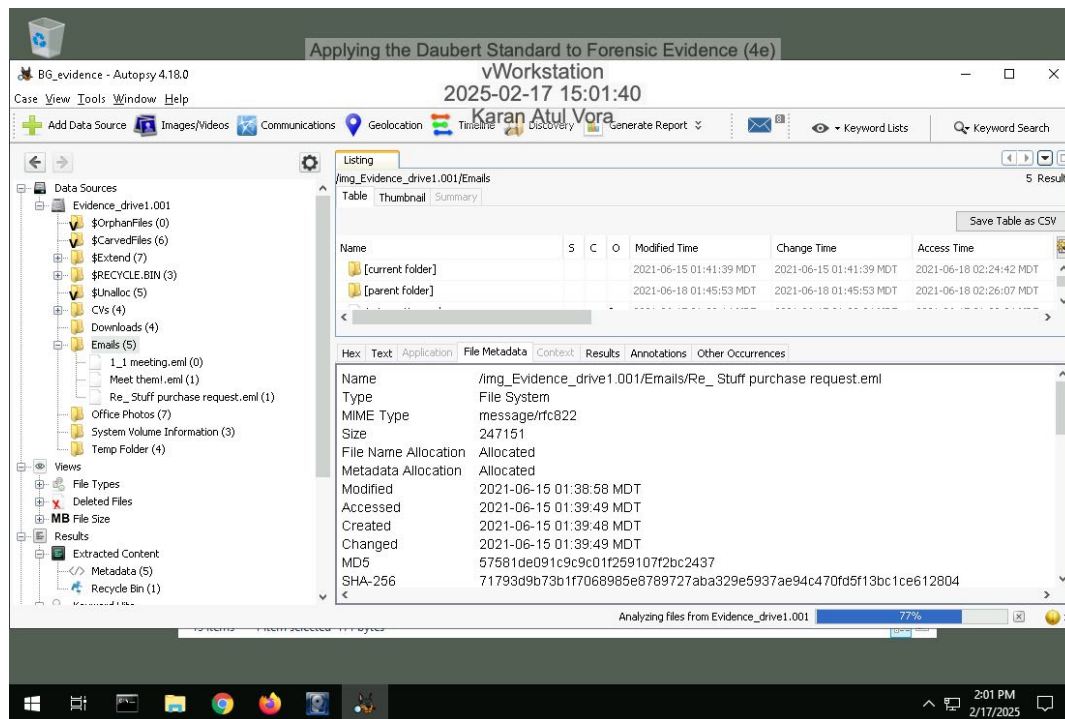 Applying the Daubert Standard to Forensic Evidence (4e)
vWorkstation
2025-02-17 15:01:40
Karan Atul Vora
BG_evidence - Autopsy 4.18.0
Case View Tools Window Help
Add Data Source Images/Videos Communications Geolocation Timeline Discovery Generate Report Keyword Lists Keyword Search
Data Sources
Evidence_drive1.001
$OrphanFiles (0)
$CarvedFiles (6)
$Extend (7)
$RECYCLE.BIN (3)
$Unalloc (5)
CVs (4)
Downloads (4)
Emails (5)
1_1 meeting.eml (0)
Meet them!.eml (1)
Re_ Stuff purchase request.eml (1)
Office Photos (7)
System Volume Information (3)
Temp Folder (4)
Views
File Types
Deleted Files
MB File Size
Results
Extracted Content
Metadata (5)
Recycle Bin (1)
Listing
/img_Evidence_drive1.001/Emails 5 Result
Table Thumbnail Summary
Save Table as CSV
Name S C O Modified Time Change Time Access Time
[current folder] 2021-06-15 01:41:39 MDT 2021-06-15 01:41:39 MDT 2021-06-18 02:24:42 MDT
[parent folder] 2021-06-18 01:45:53 MDT 2021-06-18 01:45:53 MDT 2021-06-18 02:26:07 MDT
Hex Text Application File Metadata Context Results Annotations Other Occurrences
Name /img_Evidence_drive1.001/Emails/Re_ Stuff purchase request.eml
Type File System
MIME Type message/rfc822
Size 247151
File Name Allocation Allocated
Metadata Allocation Allocated
Modified 2021-06-15 01:38:58 MDT
Accessed 2021-06-15 01:39:49 MDT
Created 2021-06-15 01:39:48 MDT
Changed 2021-06-15 01:39:49 MDT
MD5 57581de091c9c9c01f259107f2bc2437
SHA-256 71793d9b73b1f7068985e8789727aba329e5937ae94c470fd5f13bc1ce612804
Analyzing files from Evidence_drive1.001 77%
2:01 PM
2/17/2025